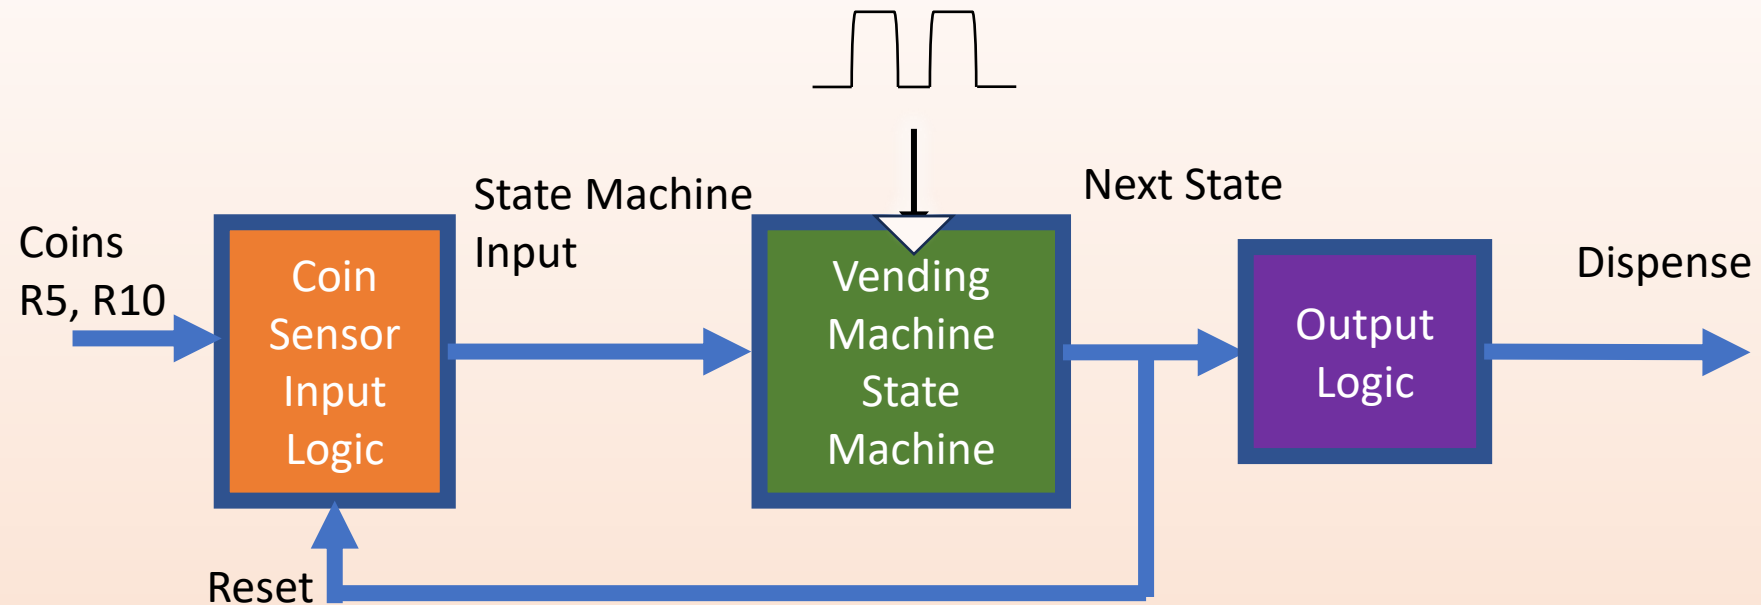 Coins
R5, R10
Coin
Sensor
Input
Logic
State Machine
Input
Vending
Machine
State
Machine
Next State
Output
Logic
Dispense
Reset